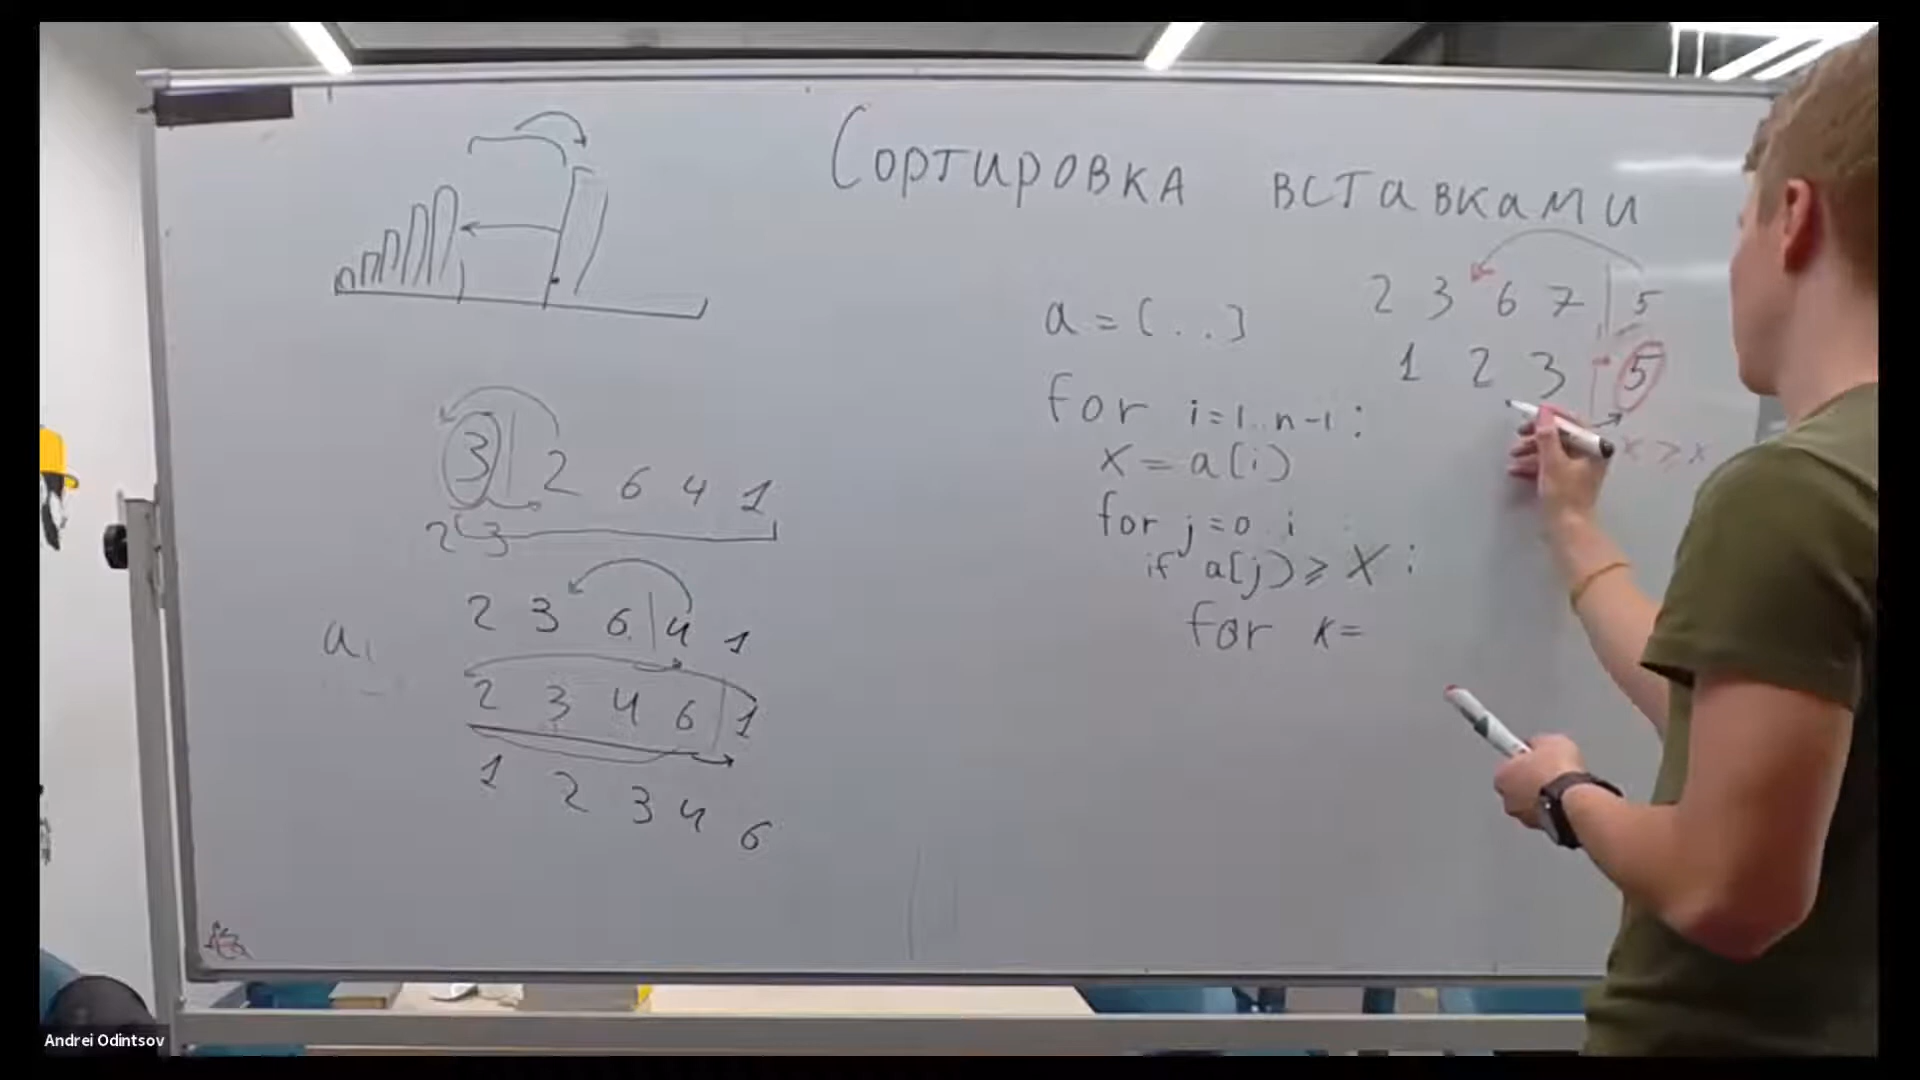 Сортировка вставками
3 | 2 6 4 1
2 3
2 3 6 | 4 1
a
2 3 4 6 | 1
1 2 3 4 6
a = [ . . ]
for i = 1 .. n - 1 :
x = a[i]
for j = 0 .. i
if a[j] ⩾ x :
for k =
2 3 6 7 | 5
1 2 3 5
x ⩾ x
Andrei Odintsov